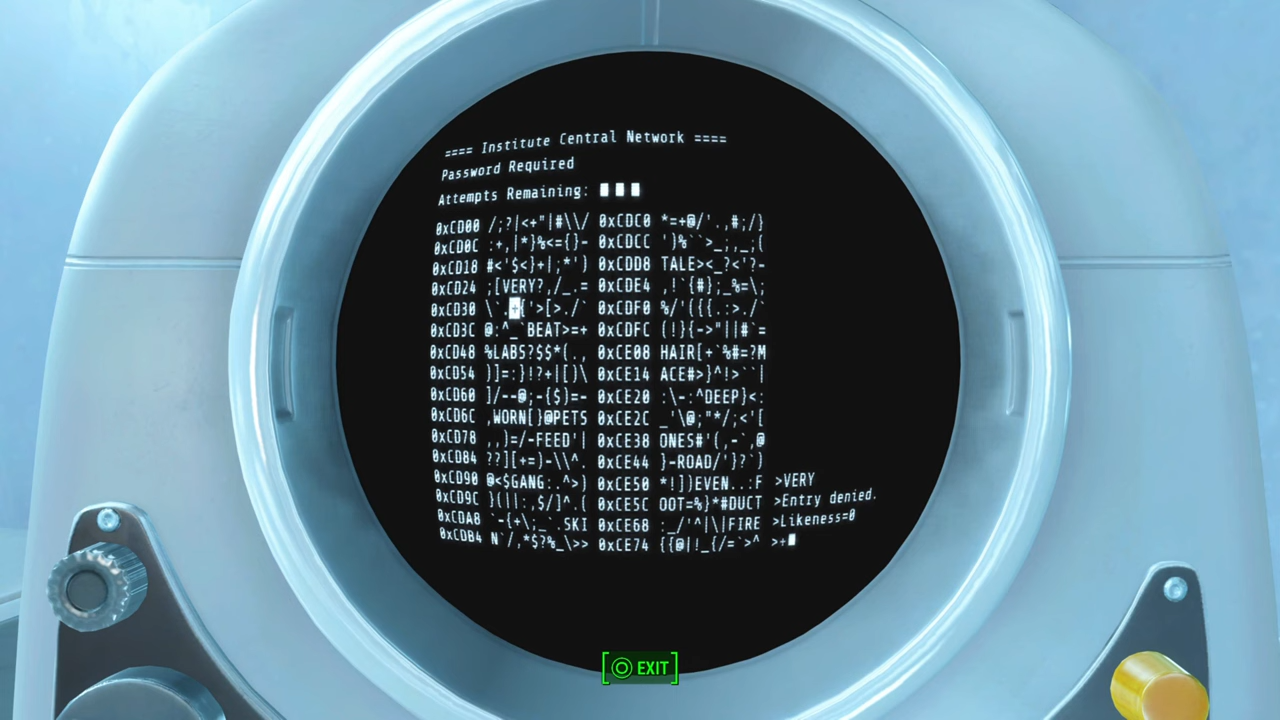 ==== Institute Central Network ====
Password Required
Attempts Remaining: ■ ■ ■
0xCD00 /;?|<+"|#\\/ 0xCDC0 *=+@/'.,#;/}
0xCD0C :+,|*}%<={}- 0xCDCC ')%``>_;,_;(
0xCD18 #<'$<}+|;*') 0xCDD8 TALE><_?<'?-
0xCD24 ;[VERY?,/_.= 0xCDE4 ,!`{#};_%=\;
0xCD30 \`.+{'>[>./` 0xCDF0 %/'({{.:>./`
0xCD3C @:^_`BEAT>=+ 0xCDFC (!}{->"||#`=
0xCD48 %LABS?$$*(., 0xCE08 HAIR[+`%#=?M
0xCD54 )]=:}!?+|[)\ 0xCE14 ACE#>}^!>``|
0xCD60 ]/--@;-{$)=- 0xCE20 :\-:^DEEP}<:
0xCD6C ,WORN[}@PETS 0xCE2C _'\@;"*/;<'[
0xCD78 ,,)=/-FEED'| 0xCE38 ONES#'(,-`,@
0xCD84 ??][+=)-\\^. 0xCE44 }-ROAD/'}?`)
0xCD90 @<$GANG:.^>) 0xCE50 *!])EVEN..:F >VERY
0xCD9C }(||:,$/]^.( 0xCE5C OOT=%}*#DUCT >Entry denied.
0xCDA8 `-{+\;_`.SKI 0xCE68 :_/'^|\|FIRE >Likeness=0
0xCDB4 N`/,*$?%_\>> 0xCE74 {{@|!_{/=`>^ >+■
EXIT